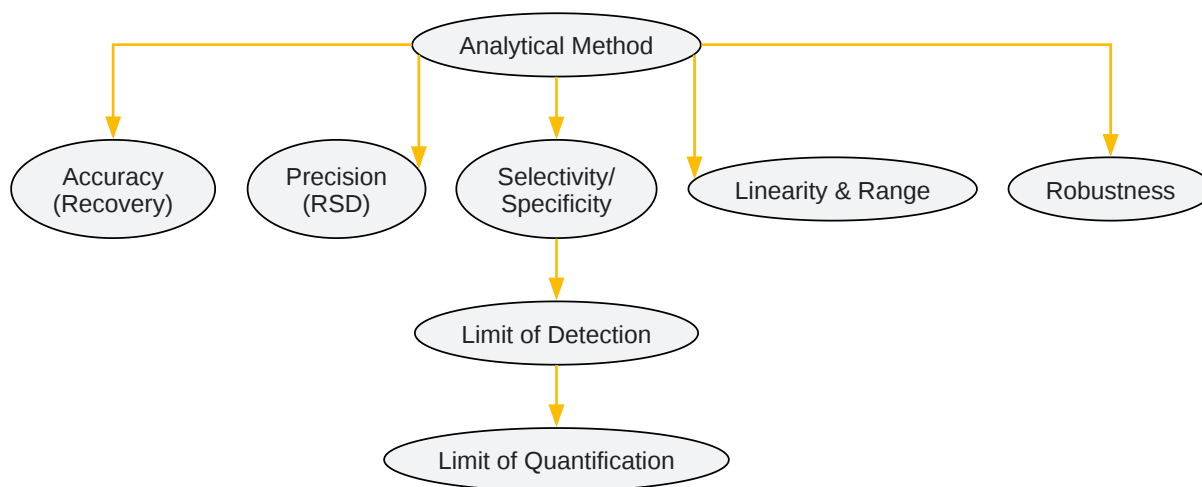 Analytical Method
Accuracy
(Recovery)
Precision
(RSD)
Selectivity/
Specificity
Linearity & Range
Robustness
Limit of Detection
Limit of Quantification